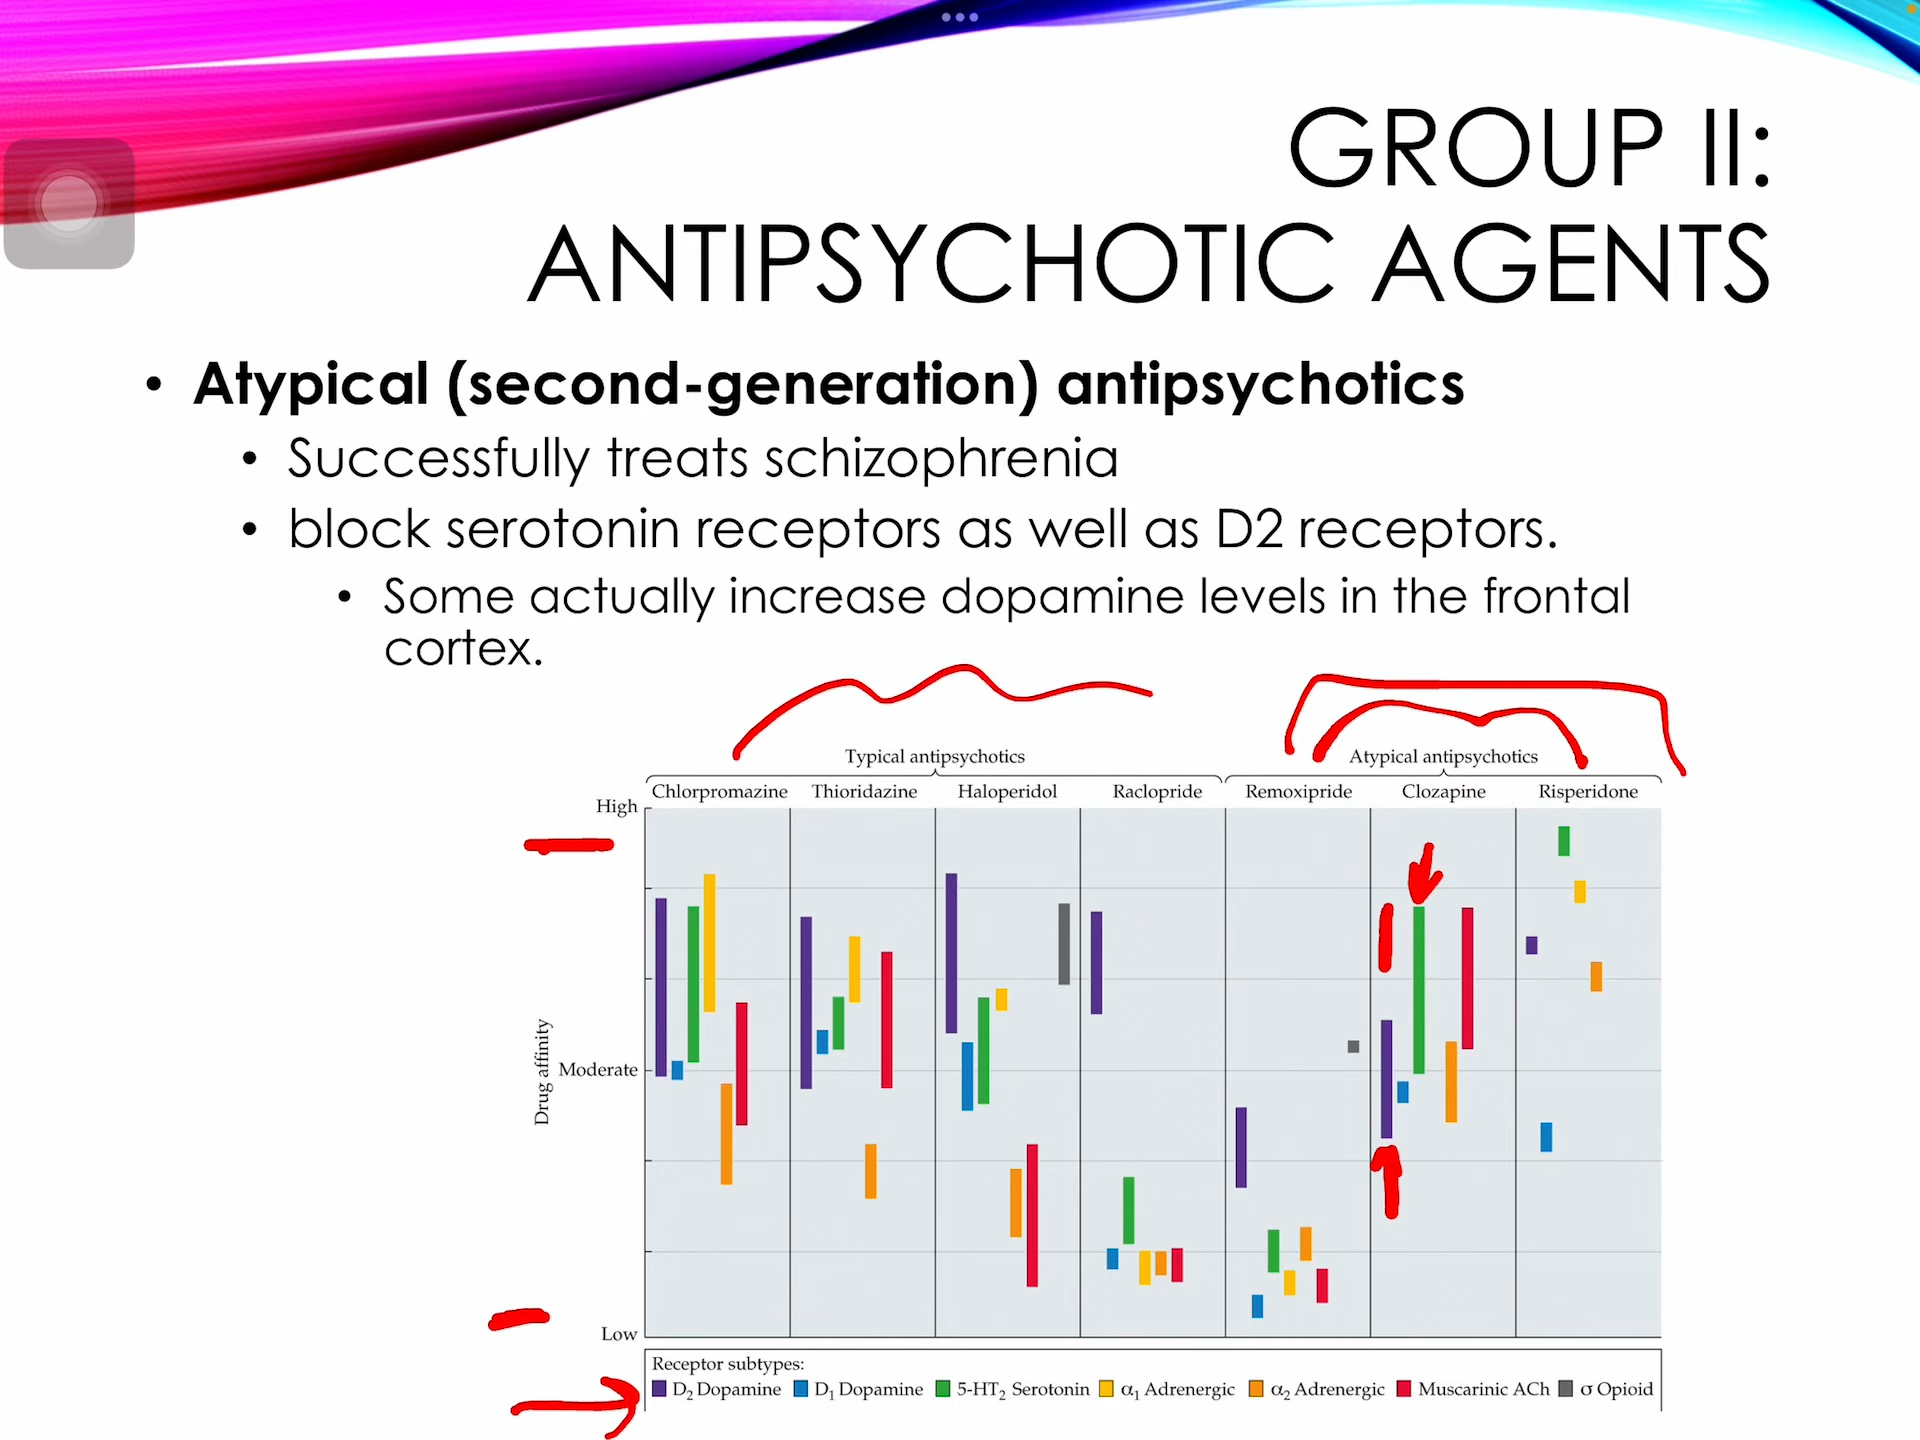 GROUP II:
ANTIPSYCHOTIC AGENTS
• Atypical (second-generation) antipsychotics
• Successfully treats schizophrenia
• block serotonin receptors as well as D2 receptors.
• Some actually increase dopamine levels in the frontal
cortex.
Typical antipsychotics Atypical antipsychotics
Chlorpromazine Thioridazine Haloperidol Raclopride Remoxipride Clozapine Risperidone
High
Drug affinity
Moderate
Low
Receptor subtypes:
D₂ Dopamine D₁ Dopamine 5-HT₂ Serotonin α₁ Adrenergic α₂ Adrenergic Muscarinic ACh σ Opioid